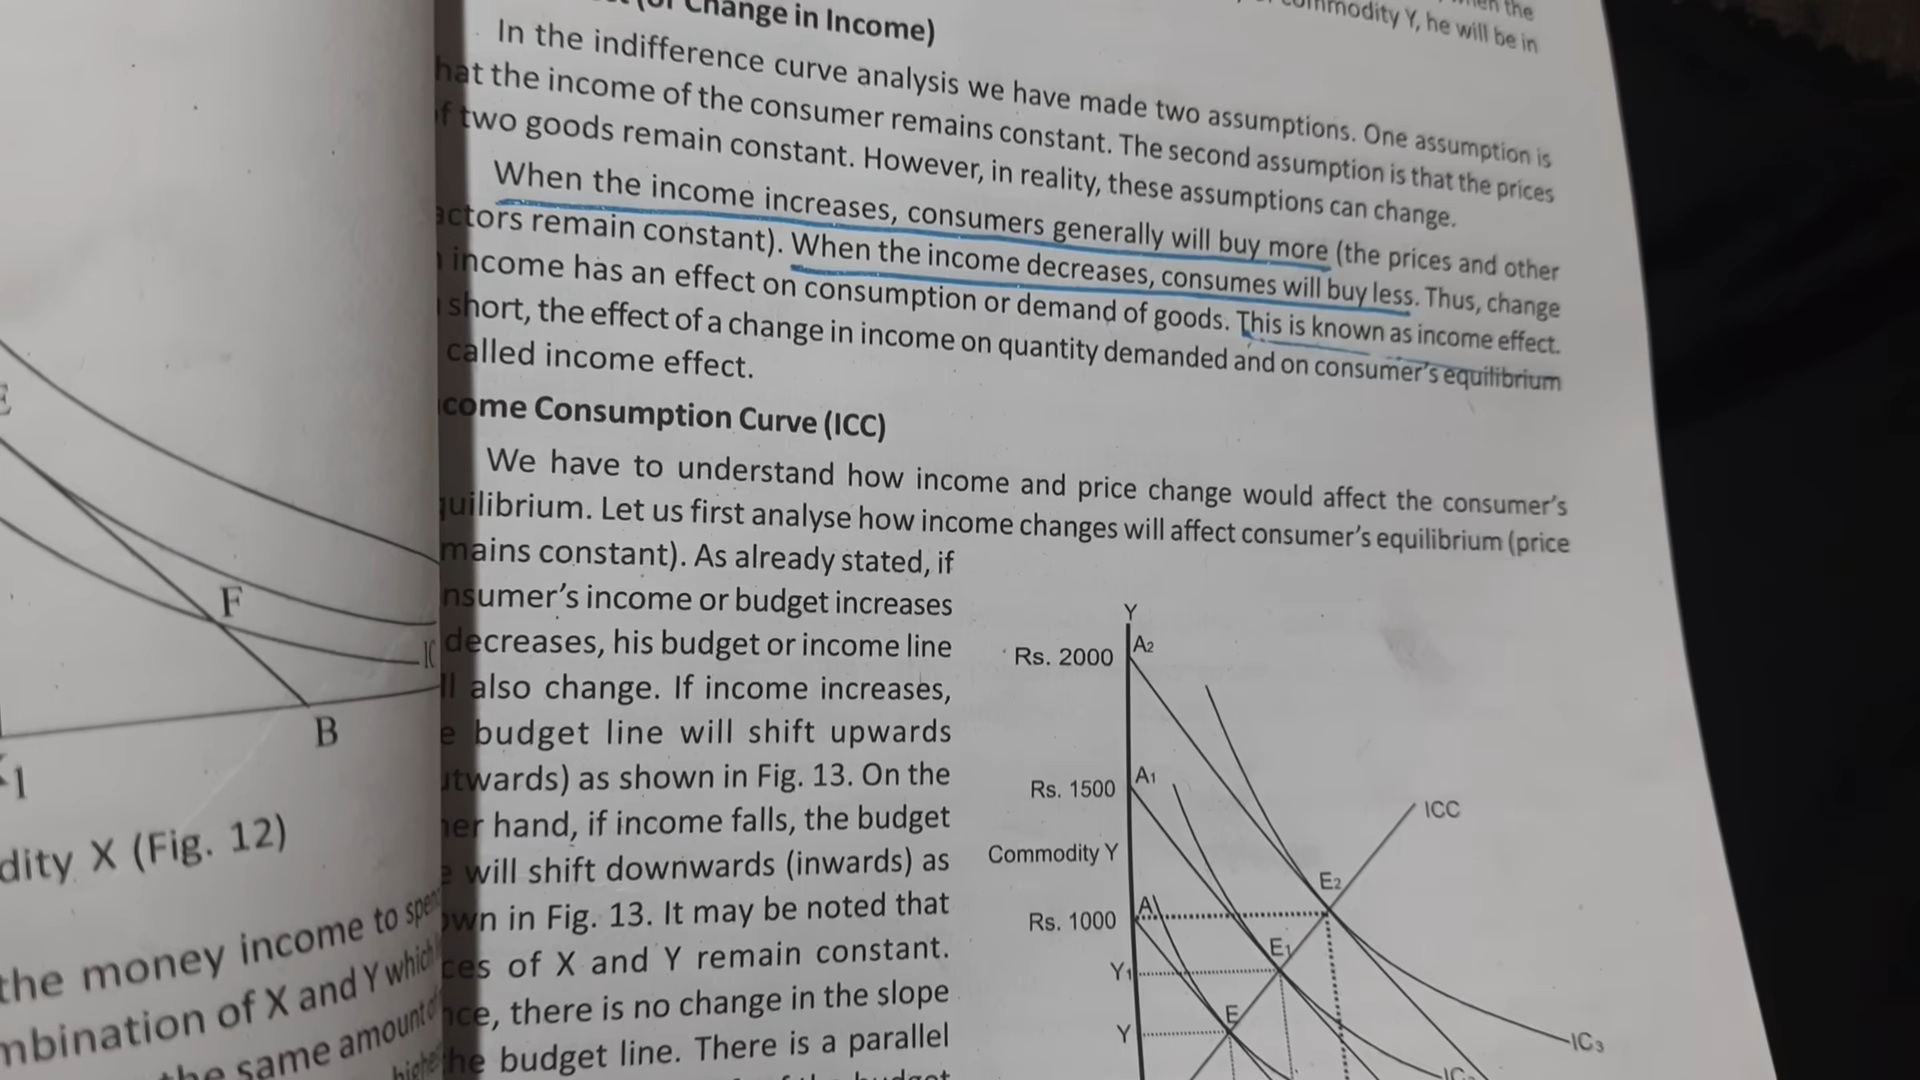 E
F
IC
B
1
dity X (Fig. 12)
the money income to
mbination of X and Y which
the same amount of
commodity Y, he will be in
Change in Income)
In the indifference curve analysis we have made two assumptions. One assumption is
hat the income of the consumer remains constant. The second assumption is that the prices
f two goods remain constant. However, in reality, these assumptions can change.
When the income increases, consumers generally will buy more (the prices and other
actors remain constant). When the income decreases, consumes will buy less. Thus, change
income has an effect on consumption or demand of goods. This is known as income effect.
short, the effect of a change in income on quantity demanded and on consumer's equilibrium
called income effect.
come Consumption Curve (ICC)
We have to understand how income and price change would affect the consumer's
quilibrium. Let us first analyse how income changes will affect consumer's equilibrium (price
mains constant). As already stated, if
nsumer's income or budget increases
decreases, his budget or income line
ll also change. If income increases,
e budget line will shift upwards
utwards) as shown in Fig. 13. On the
her hand, if income falls, the budget
e will shift downwards (inwards) as
own in Fig. 13. It may be noted that
ces of X and Y remain constant.
nce, there is no change in the slope
he budget line. There is a parallel
Y
Rs. 2000 A2
Rs. 1500 A1
ICC
Commodity Y
E2
Rs. 1000 A
E1
Y1
E
Y
IC3